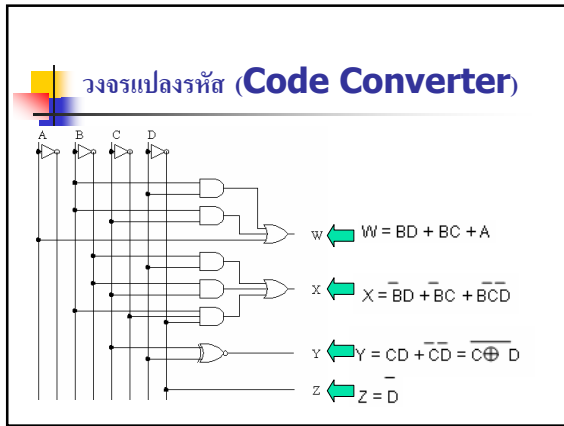 วงจรแปลงรหัส (Code Converter)
A B C D
W W = BD + BC + A
X X = B̅D + B̅C + BC̅D̅
Y Y = CD + C̅D̅ = C̅⊕̅ D̅
Z Z = D̅